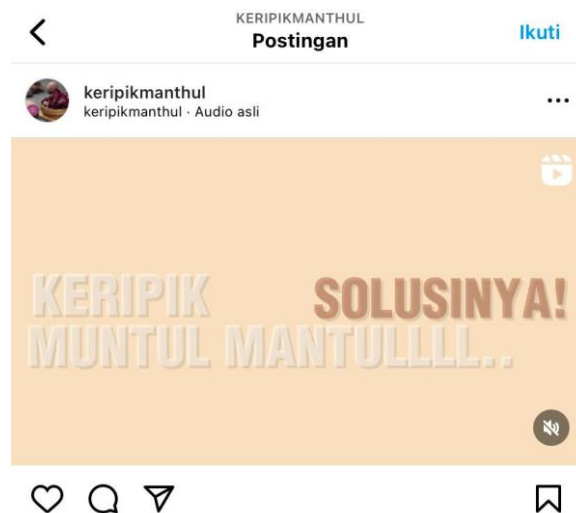 KERIPIKMANTHUL
Postingan
Ikuti
keripikmanthul
keripikmanthul · Audio asli
KERIPIK SOLUSINYA!
MUNTUL MANTULLLL..